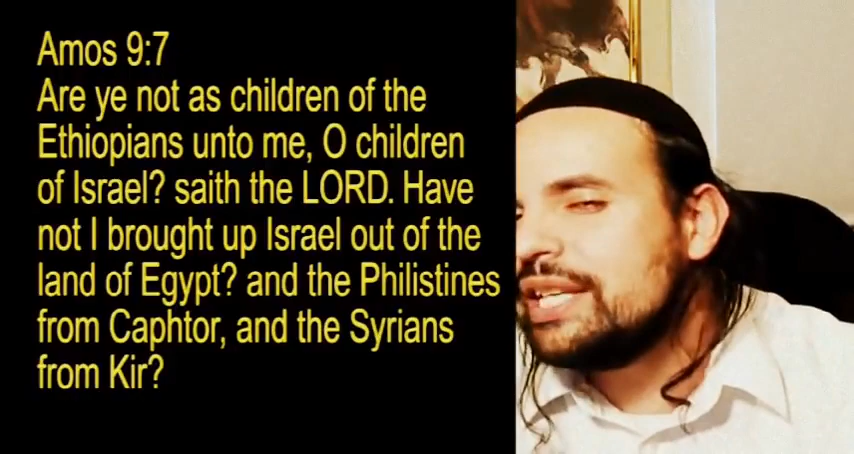 Amos 9:7
Are ye not as children of the
Ethiopians unto me, O children
of Israel? saith the LORD. Have
not I brought up Israel out of the
land of Egypt? and the Philistines
from Caphtor, and the Syrians
from Kir?